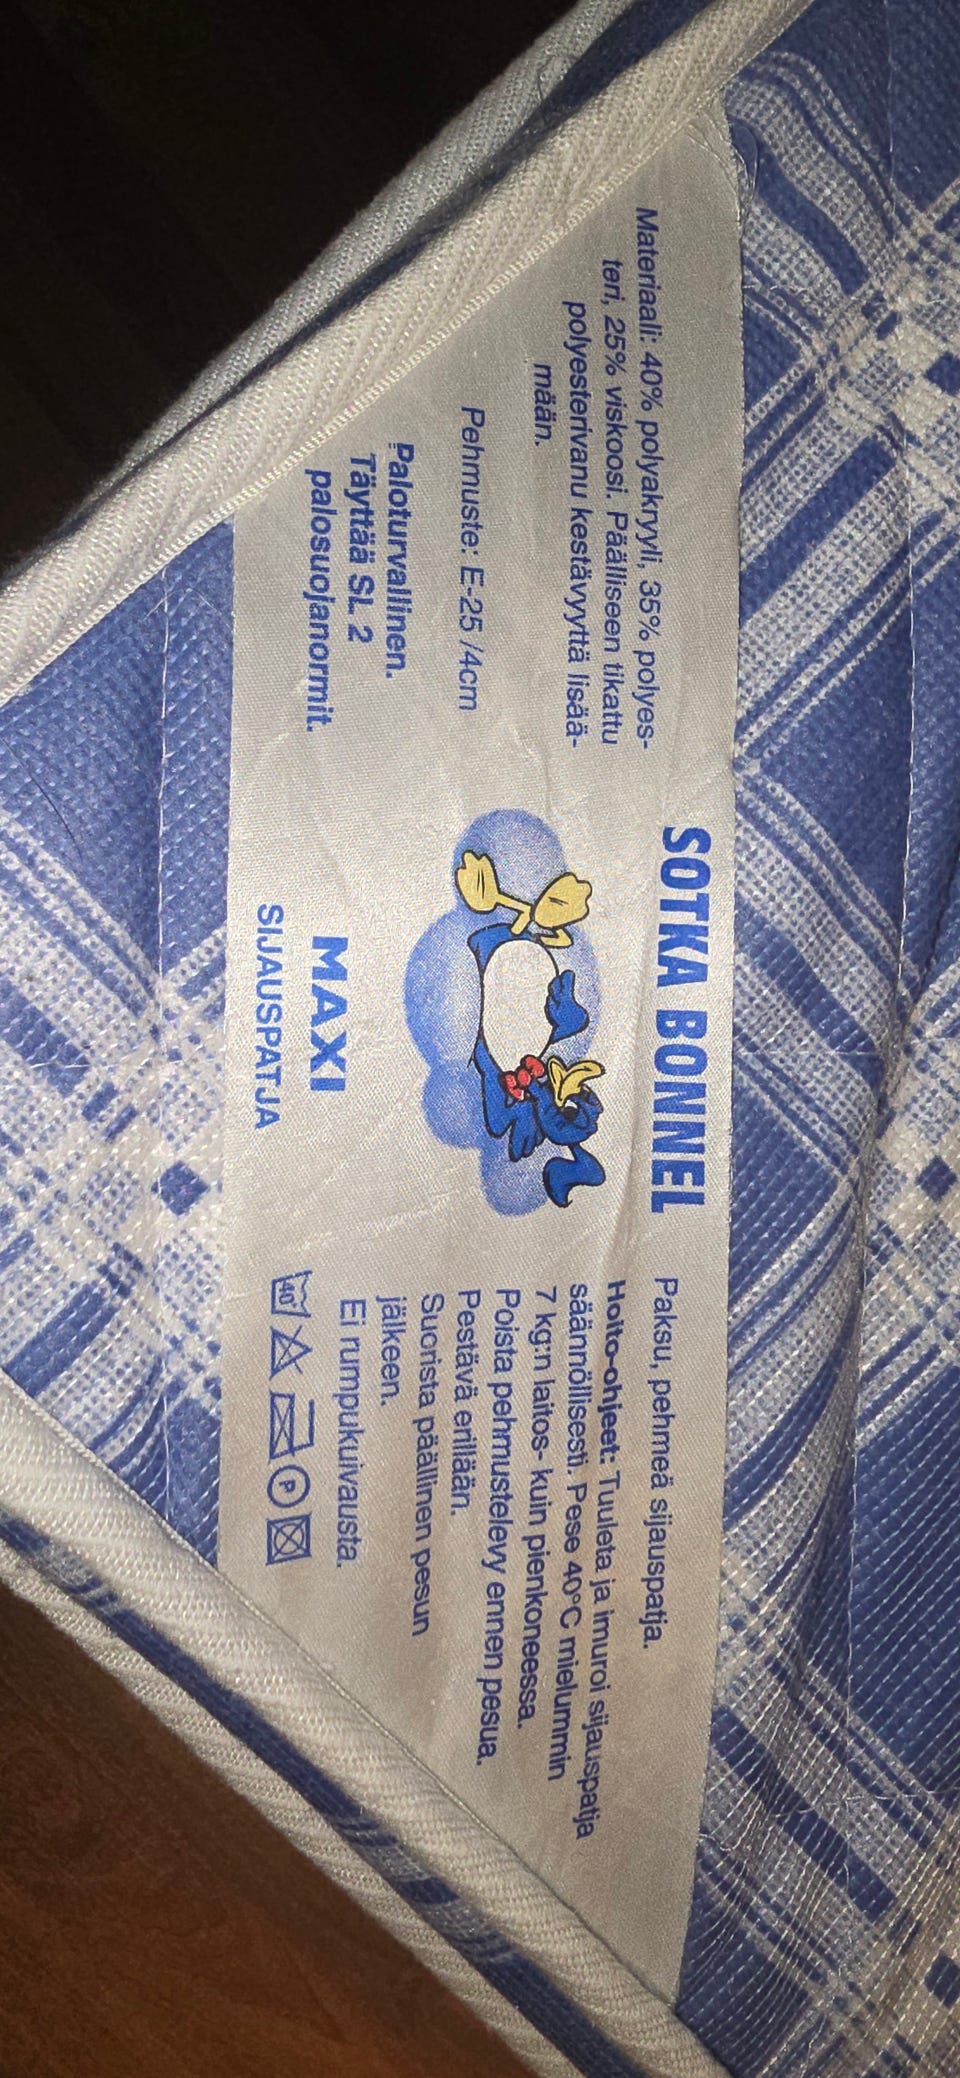 Materiaali: 40% polyakryyli, 35% polyes-
teri, 25% viskoosi. Päälliseen tikattu
polyesterivanu kestävyyttä lisää-
mään.
Pehmuste: E-25 /4cm
Paloturvallinen.
Täyttää SL 2
palosuojanormit.
SOTKA BONNEL
MAXI
SIJAUSPATJA
Paksu, pehmeä sijauspatja.
Hoito-ohjeet: Tuuleta ja imuroi sijauspatja
säännöllisesti. Pese 40°C mielummin
7 kg:n laitos- kuin pienkoneessa.
Poista pehmustelevy ennen pesua.
Pestävä erillään.
Suorista päällinen pesun
jälkeen.
Ei rumpukuivausta.
40° P